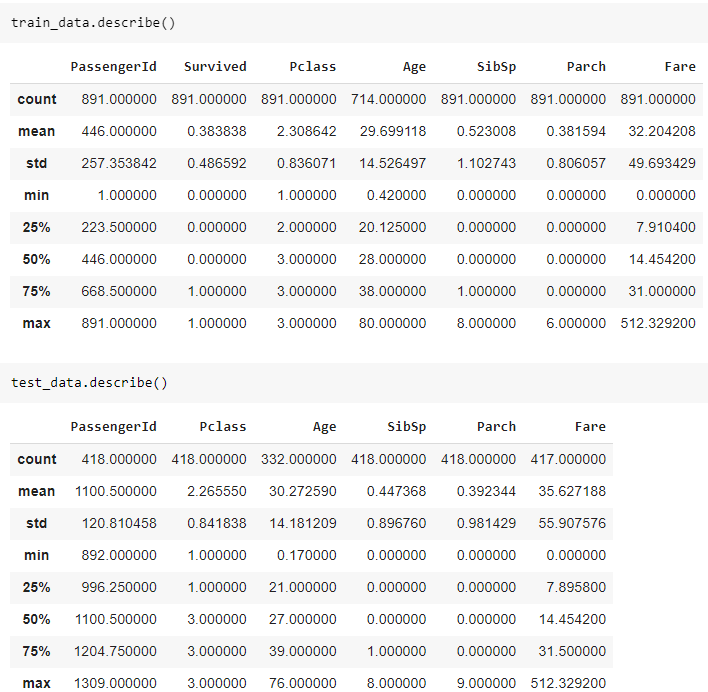 train_data.describe()
PassengerId Survived Pclass Age SibSp Parch Fare
count 891.000000 891.000000 891.000000 714.000000 891.000000 891.000000 891.000000
mean 446.000000 0.383838 2.308642 29.699118 0.523008 0.381594 32.204208
std 257.353842 0.486592 0.836071 14.526497 1.102743 0.806057 49.693429
min 1.000000 0.000000 1.000000 0.420000 0.000000 0.000000 0.000000
25% 223.500000 0.000000 2.000000 20.125000 0.000000 0.000000 7.910400
50% 446.000000 0.000000 3.000000 28.000000 0.000000 0.000000 14.454200
75% 668.500000 1.000000 3.000000 38.000000 1.000000 0.000000 31.000000
max 891.000000 1.000000 3.000000 80.000000 8.000000 6.000000 512.329200
test_data.describe()
PassengerId Pclass Age SibSp Parch Fare
count 418.000000 418.000000 332.000000 418.000000 418.000000 417.000000
mean 1100.500000 2.265550 30.272590 0.447368 0.392344 35.627188
std 120.810458 0.841838 14.181209 0.896760 0.981429 55.907576
min 892.000000 1.000000 0.170000 0.000000 0.000000 0.000000
25% 996.250000 1.000000 21.000000 0.000000 0.000000 7.895800
50% 1100.500000 3.000000 27.000000 0.000000 0.000000 14.454200
75% 1204.750000 3.000000 39.000000 1.000000 0.000000 31.500000
max 1309.000000 3.000000 76.000000 8.000000 9.000000 512.329200